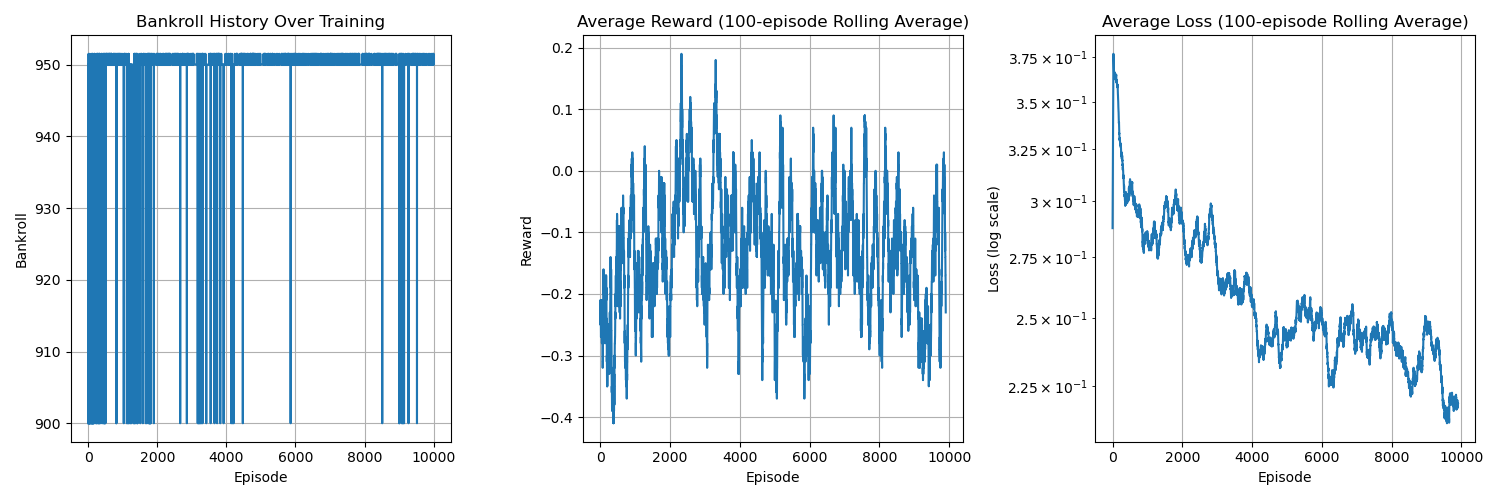 Bankroll History Over Training
Bankroll
950
940
930
920
910
900
0 2000 4000 6000 8000 10000
Episode
Average Reward (100-episode Rolling Average)
Reward
0.2
0.1
0.0
−0.1
−0.2
−0.3
−0.4
0 2000 4000 6000 8000 10000
Episode
Average Loss (100-episode Rolling Average)
Loss (log scale)
3.75 × 10⁻¹
3.5 × 10⁻¹
3.25 × 10⁻¹
3 × 10⁻¹
2.75 × 10⁻¹
2.5 × 10⁻¹
2.25 × 10⁻¹
0 2000 4000 6000 8000 10000
Episode